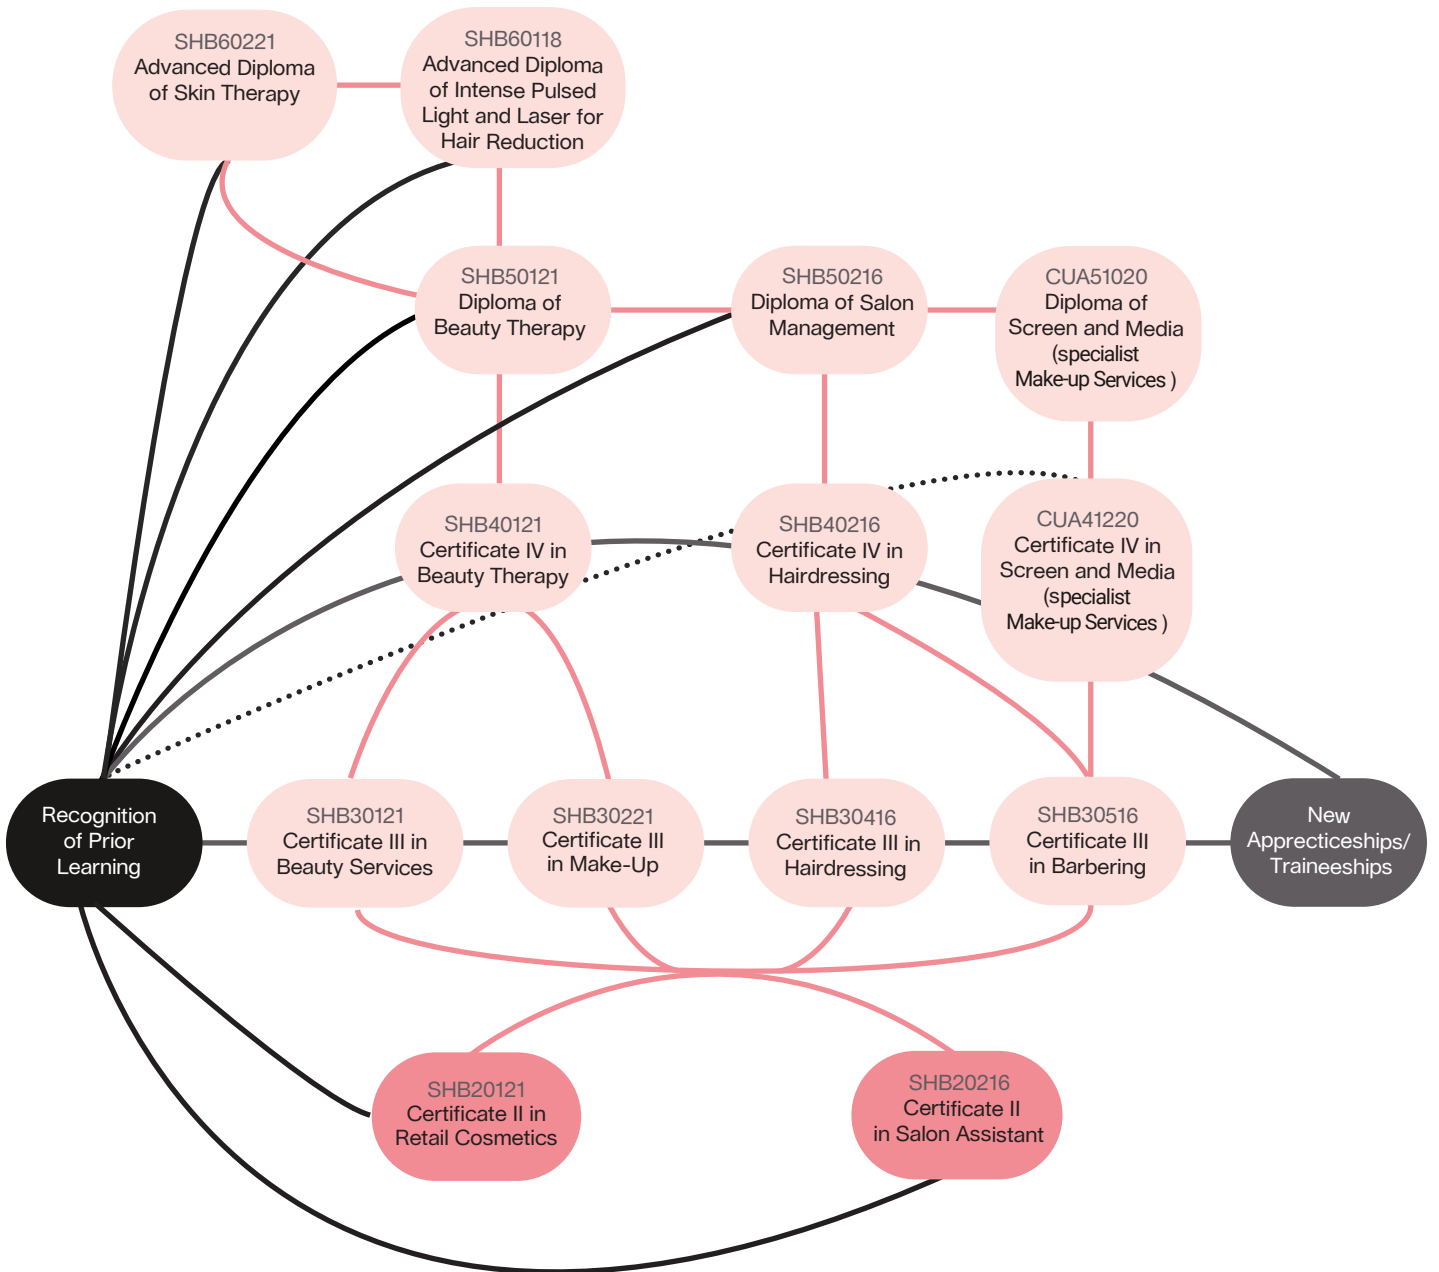 SHB60221
Advanced Diploma
of Skin Therapy
SHB60118
Advanced Diploma
of Intense Pulsed
Light and Laser for
Hair Reduction
SHB50121
Diploma of
Beauty Therapy
SHB50216
Diploma of Salon
Management
CUA51020
Diploma of
Screen and Media
(specialist
Make-up Services )
SHB40121
Certificate IV in
Beauty Therapy
SHB40216
Certificate IV in
Hairdressing
CUA41220
Certificate IV in
Screen and Media
(specialist
Make-up Services )
Recognition
of Prior
Learning
SHB30121
Certificate III in
Beauty Services
SHB30221
Certificate III
in Make-Up
SHB30416
Certificate III in
Hairdressing
SHB30516
Certificate III
in Barbering
New
Apprecticeships/
Traineeships
SHB20121
Certificate II in
Retail Cosmetics
SHB20216
Certificate II
in Salon Assistant